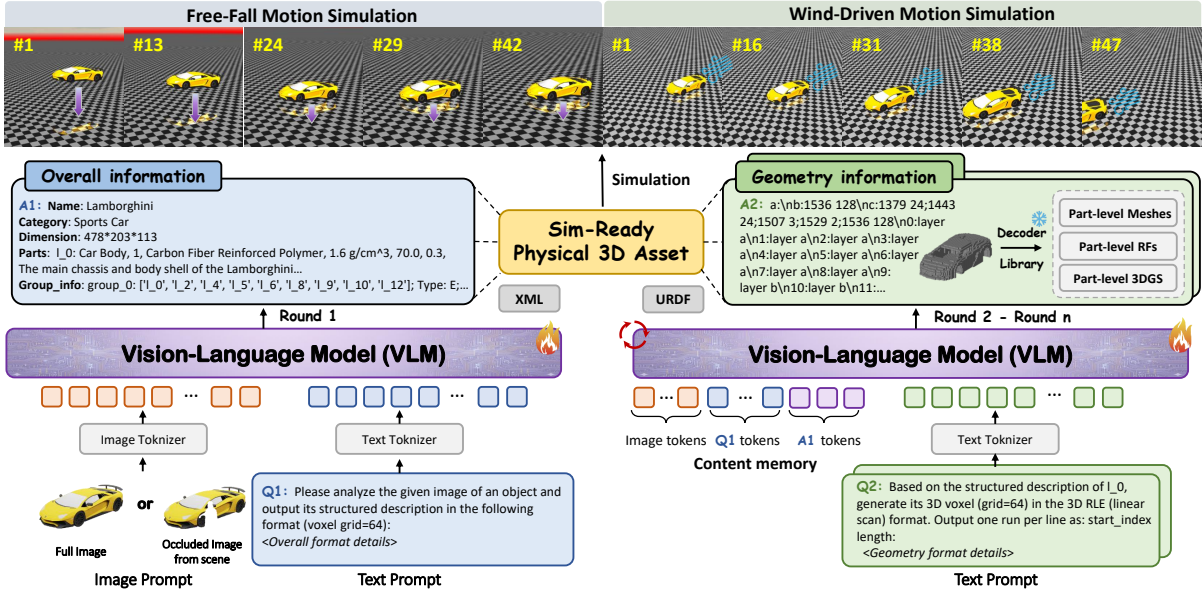 Free-Fall Motion Simulation
Wind-Driven Motion Simulation
#1
#13
#24
#29
#42
#1
#16
#31
#38
#47
Overall information
A1: Name: Lamborghini
Category: Sports Car
Dimension: 478*203*113
Parts: l_0: Car Body, 1, Carbon Fiber Reinforced Polymer, 1.6 g/cm^3, 70.0, 0.3,
The main chassis and body shell of the Lamborghini...
Group_info: group_0: ['l_0', 'l_2', 'l_4', 'l_5', 'l_6', 'l_8', 'l_9', 'l_10', 'l_12']; Type: E;...
Simulation
Sim-Ready
Physical 3D Asset
XML
URDF
Geometry information
A2: a:\nb:1536 128\nc:1379 24;1443
24;1507 3;1529 2;1536 128\n0:layer
a\n1:layer a\n2:layer a\n3:layer
a\n4:layer a\n5:layer a\n6:layer
a\n7:layer a\n8:layer a\n9:
layer b\n10:layer b\n11:...
Decoder
Library
Part-level Meshes
Part-level RFs
Part-level 3DGS
Round 1
Round 2 - Round n
Vision-Language Model (VLM)
Vision-Language Model (VLM)
...
...
...
...
...
...
Image Toknizer
Text Toknizer
Image tokens
Q1 tokens
A1 tokens
Content memory
Text Toknizer
or
Full Image
Occluded Image
from scene
Image Prompt
Q1: Please analyze the given image of an object and
output its structured description in the following
format (voxel grid=64):
<Overall format details>
Text Prompt
Q2: Based on the structured description of l_0,
generate its 3D voxel (grid=64) in the 3D RLE (linear
scan) format. Output one run per line as: start_index
length:
<Geometry format details>
Text Prompt